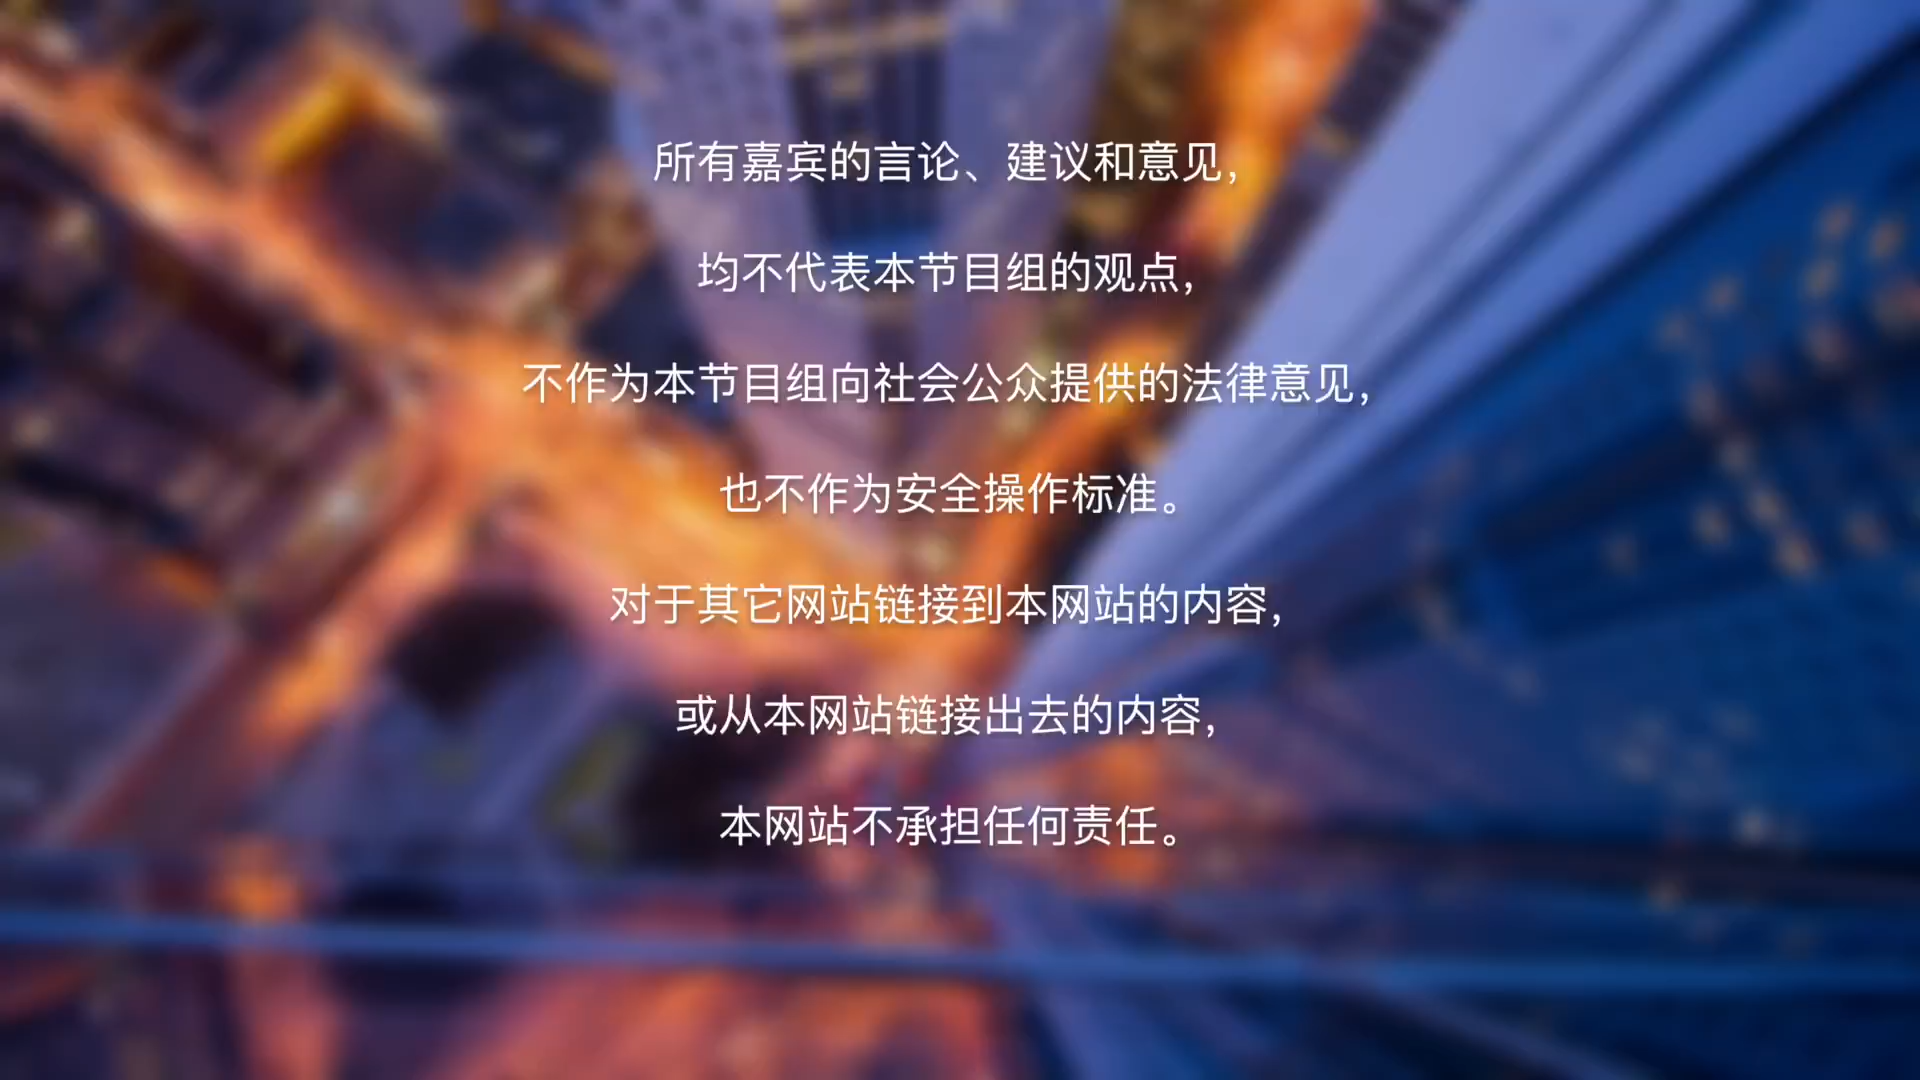 所有嘉宾的言论、建议和意见，
均不代表本节目组的观点，
不作为本节目组向社会公众提供的法律意见，
也不作为安全操作标准。
对于其它网站链接到本网站的内容，
或从本网站链接出去的内容，
本网站不承担任何责任。